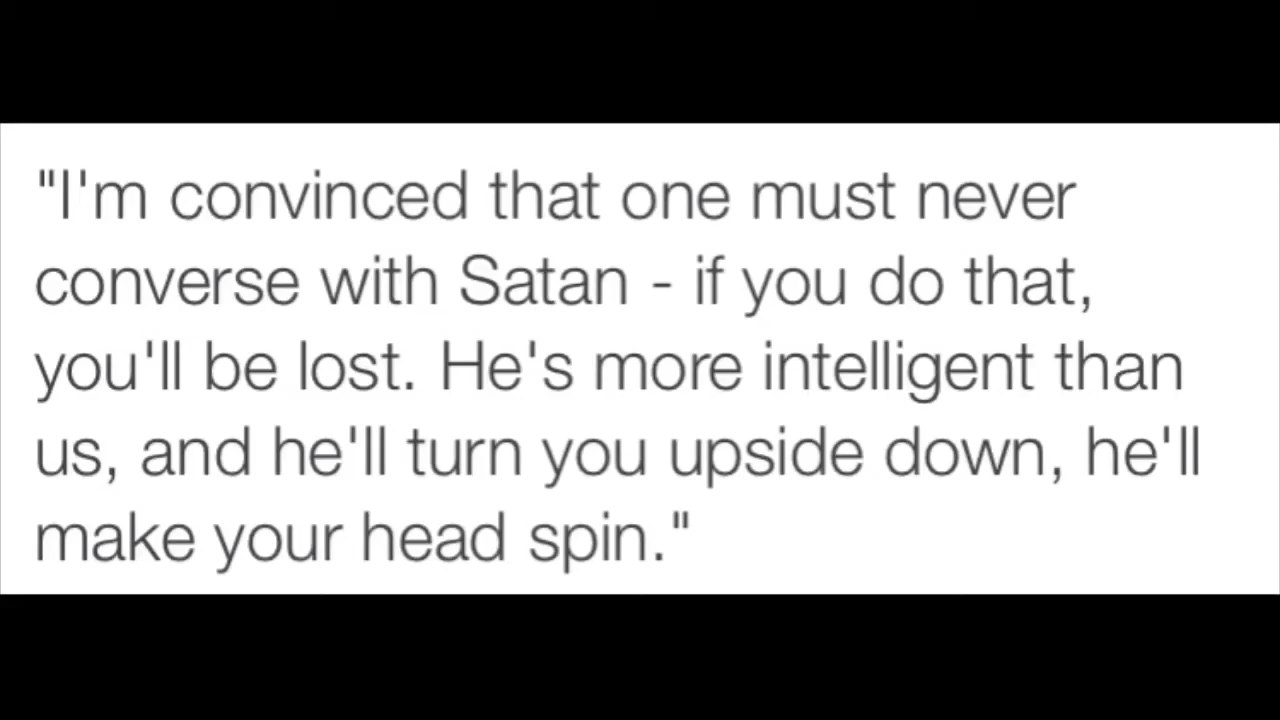 "I'm convinced that one must never
converse with Satan - if you do that,
you'll be lost. He's more intelligent than
us, and he'll turn you upside down, he'll
make your head spin."